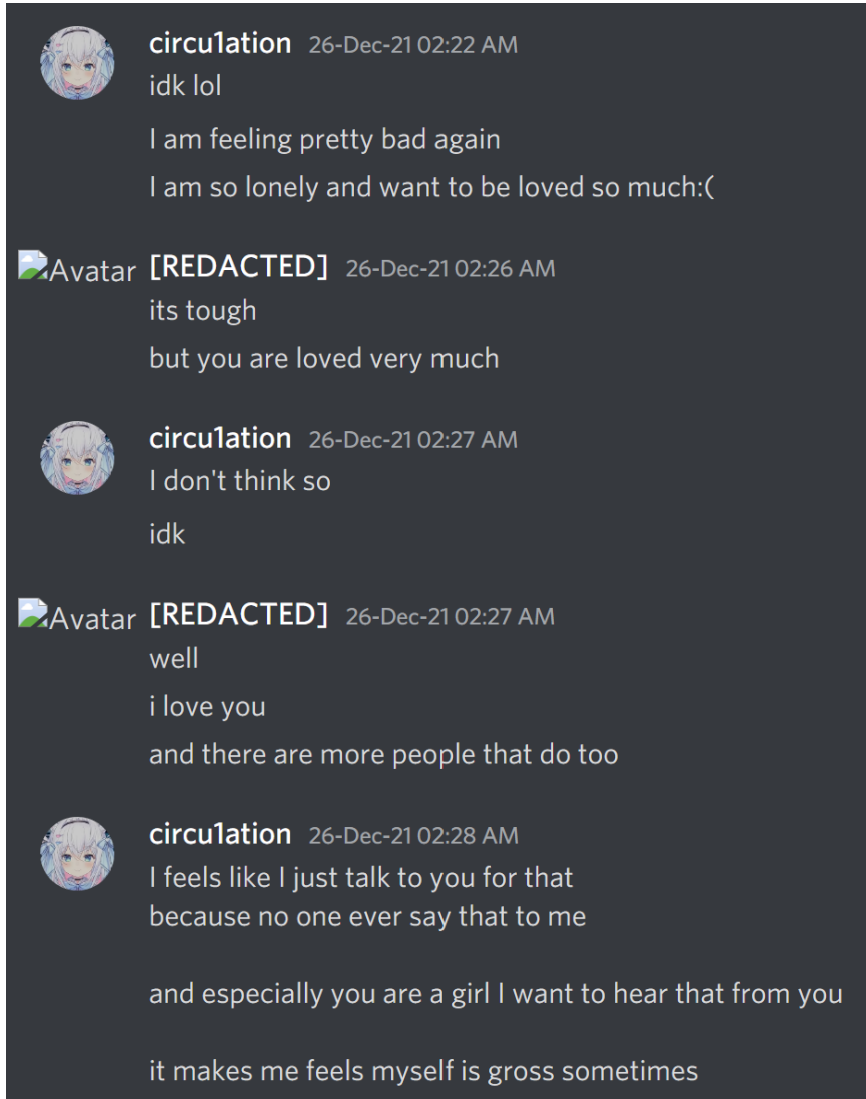 circu1ation 26-Dec-21 02:22 AM
idk lol
I am feeling pretty bad again
I am so lonely and want to be loved so much:(
Avatar [REDACTED] 26-Dec-21 02:26 AM
its tough
but you are loved very much
circu1ation 26-Dec-21 02:27 AM
I don't think so
idk
Avatar [REDACTED] 26-Dec-21 02:27 AM
well
i love you
and there are more people that do too
circu1ation 26-Dec-21 02:28 AM
I feels like I just talk to you for that
because no one ever say that to me
and especially you are a girl I want to hear that from you
it makes me feels myself is gross sometimes